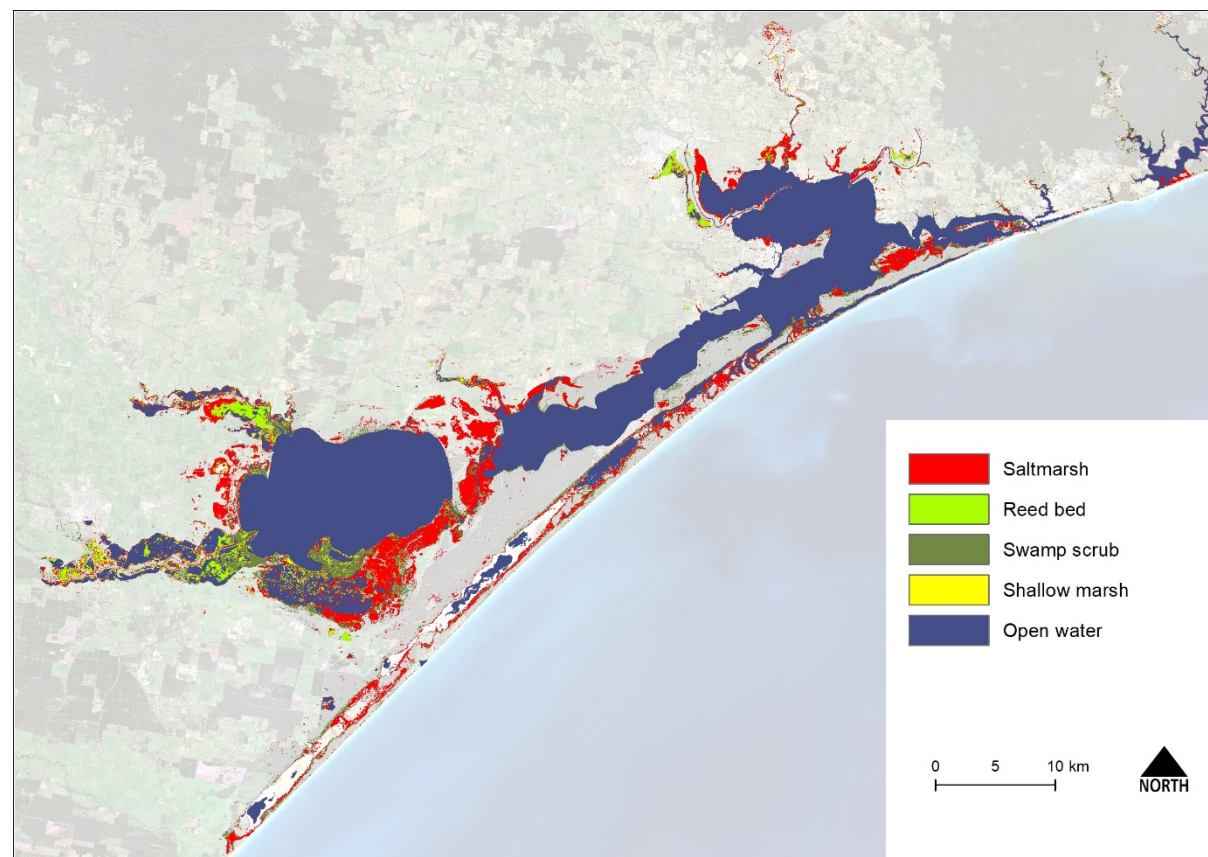 Saltmarsh
Reed bed
Swamp scrub
Shallow marsh
Open water
0 5 10 km
NORTH